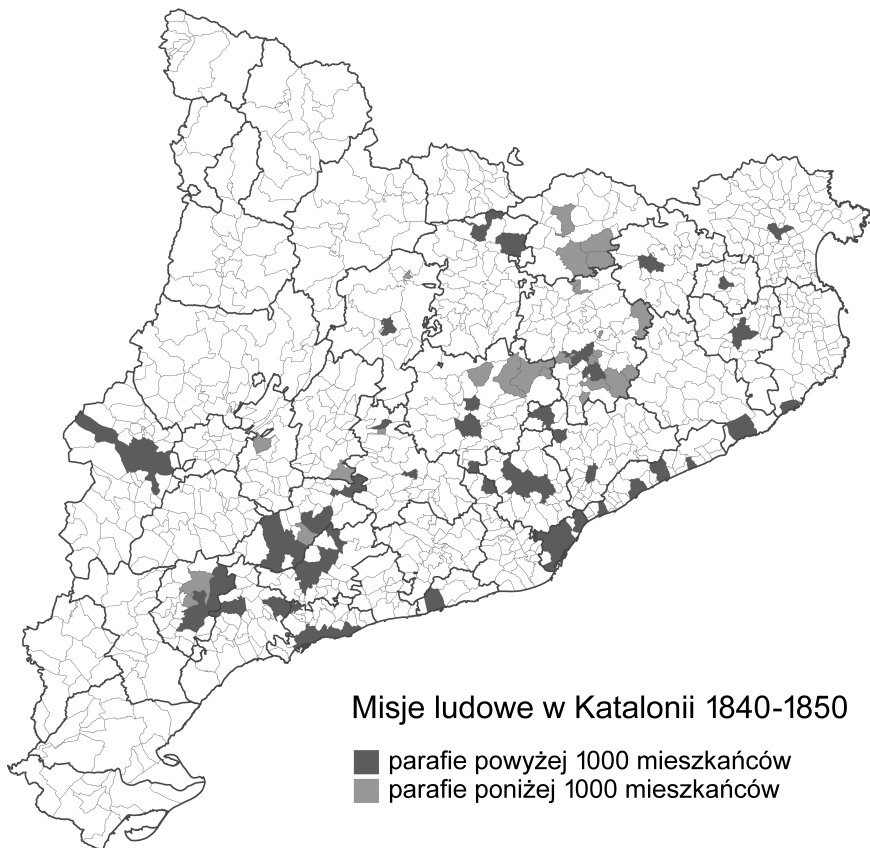 Misje ludowe w Katalonii 1840-1850
parafie powyżej 1000 mieszkańców
parafie poniżej 1000 mieszkańców